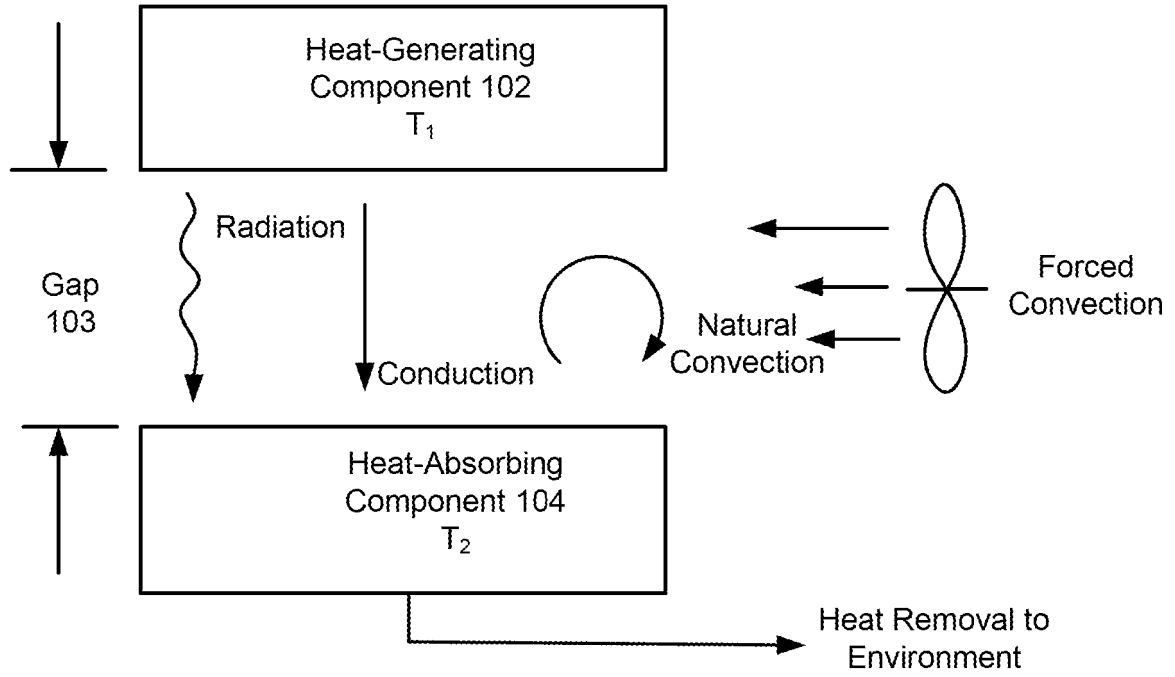 Heat-Generating
Component 102
T₁
Radiation
Gap
103
Forced
Convection
Natural
Convection
Conduction
Heat-Absorbing
Component 104
T₂
Heat Removal to
Environment